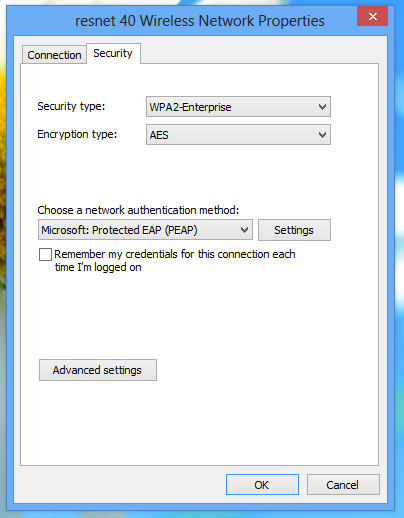 resnet 40 Wireless Network Properties
Connection
Security
Security type:
WPA2-Enterprise
Encryption type:
AES
Choose a network authentication method:
Microsoft: Protected EAP (PEAP)
Settings
Remember my credentials for this connection each
time I'm logged on
Advanced settings
OK
Cancel